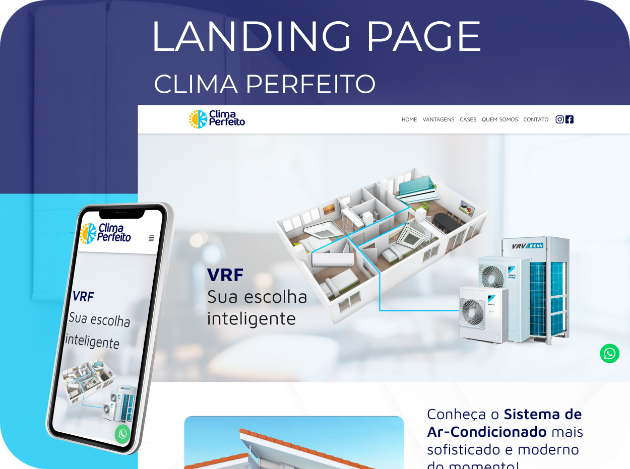 LANDING PAGE
CLIMA PERFEITO
Clima
Perfeito
HOME VANTAGENS CASES QUEM SOMOS CONTATO
VRF
Sua escolha
inteligente
VRV
Clima
Perfeito
VRF
Sua escolha
inteligente
Conheça o Sistema de
Ar-Condicionado mais
sofisticado e moderno
do momento!